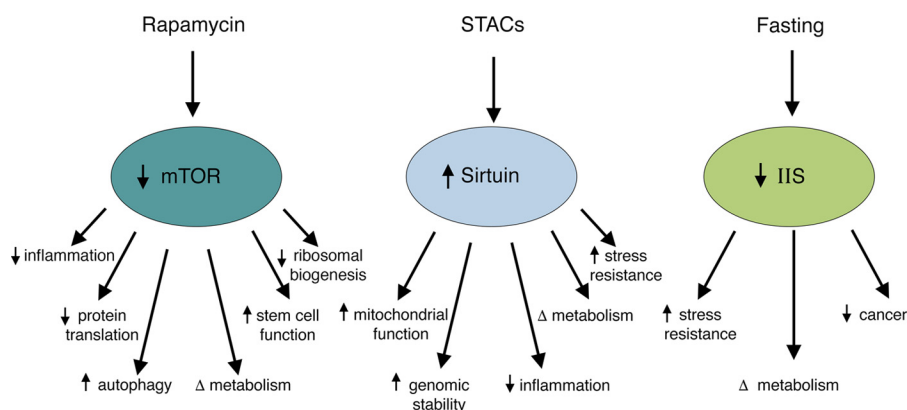 Rapamycin
STACs
Fasting
↓ mTOR
↑ Sirtuin
↓ IIS
↓ inflammation
↓ ribosomal
biogenesis
↓ protein
translation
↑ stem cell
function
↑ autophagy
Δ metabolism
↑ stress
resistance
↑ mitochondrial
function
Δ metabolism
↑ genomic
stability
↓ inflammation
↑ stress
resistance
↓ cancer
Δ metabolism